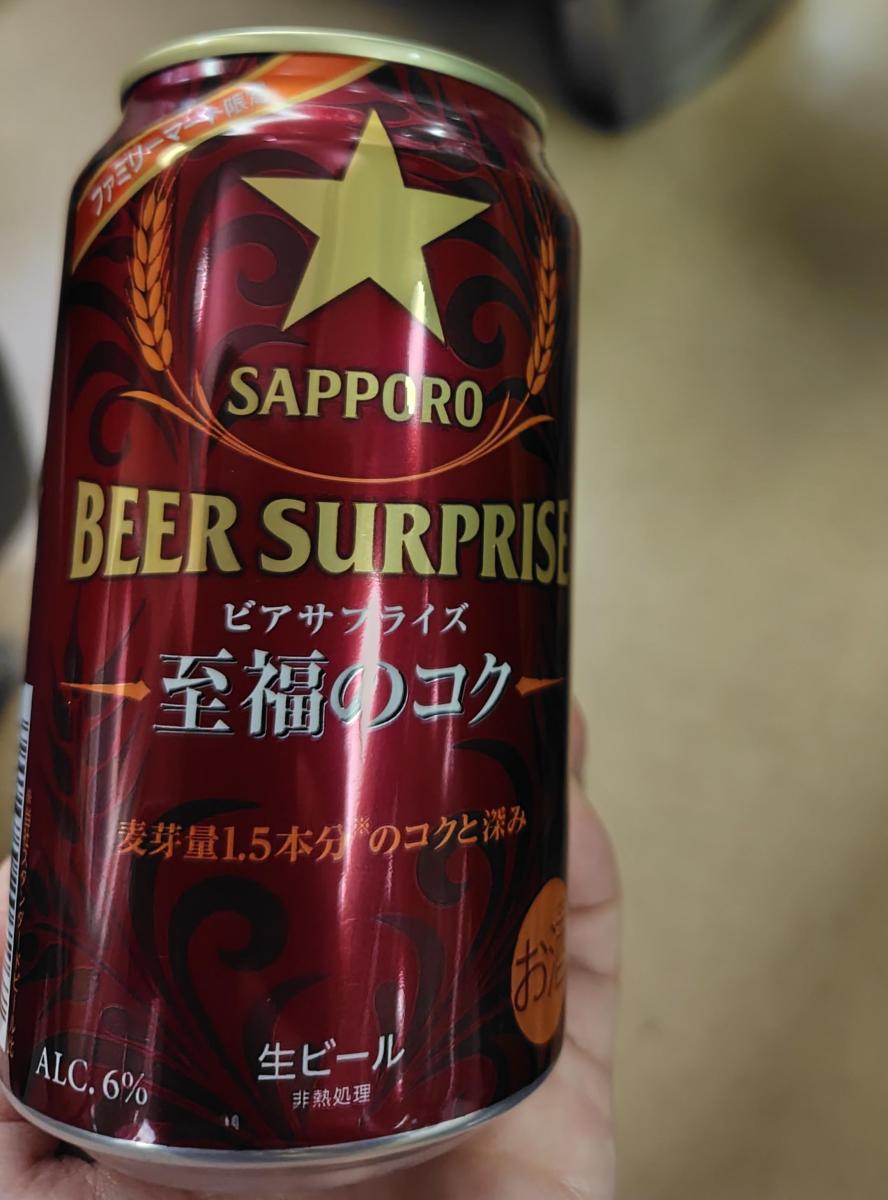 ファミリーマート限定
SAPPORO
BEER SURPRISE
ビアサプライズ
至福のコク
麦芽量1.5本分※のコクと深み
お酒
生ビール
ALC. 6%
非熱処理